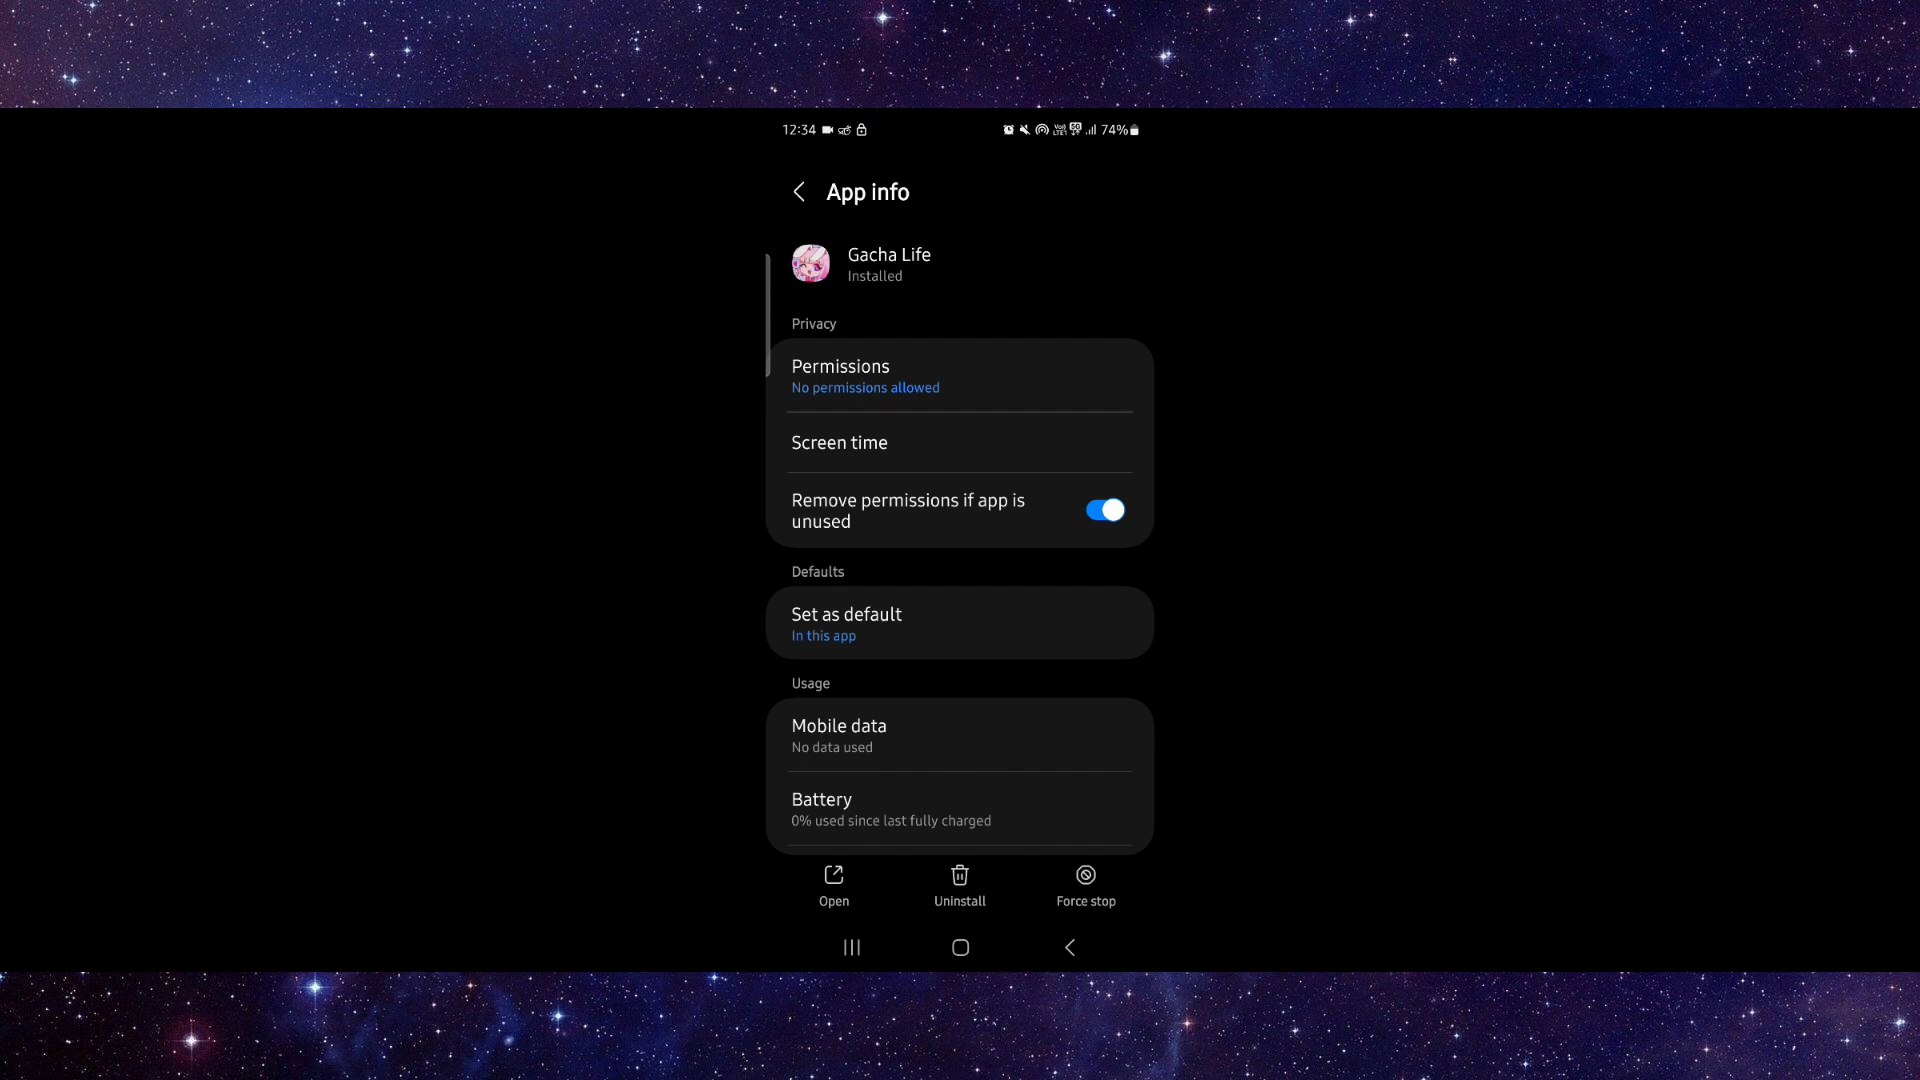 12:34 74%
App info
Gacha Life
Installed
Privacy
Permissions
No permissions allowed
Screen time
Remove permissions if app is
unused
Defaults
Set as default
In this app
Usage
Mobile data
No data used
Battery
0% used since last fully charged
Open Uninstall Force stop